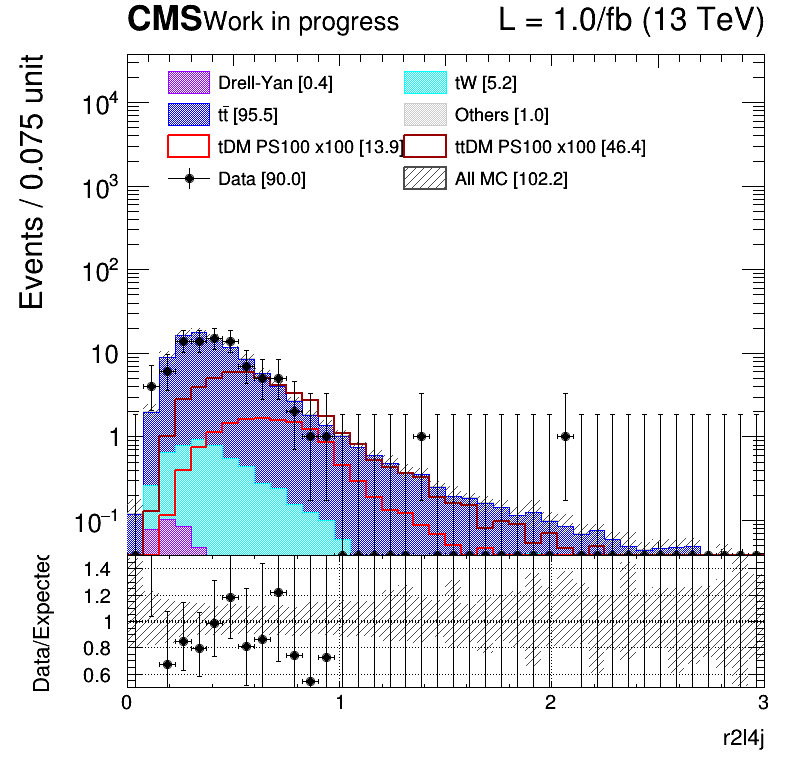 CMS Work in progress L = 1.0/fb (13 TeV)
Events / 0.075 unit
Drell-Yan [0.4] tW [5.2]
tt̄ [95.5] Others [1.0]
tDM PS100 x100 [13.9] ttDM PS100 x100 [46.4]
Data [90.0] All MC [102.2]
10⁴
10³
10²
10
1
10⁻¹
Data/Expected
1.4
1.2
1
0.8
0.6
0 1 2 3
r2l4j